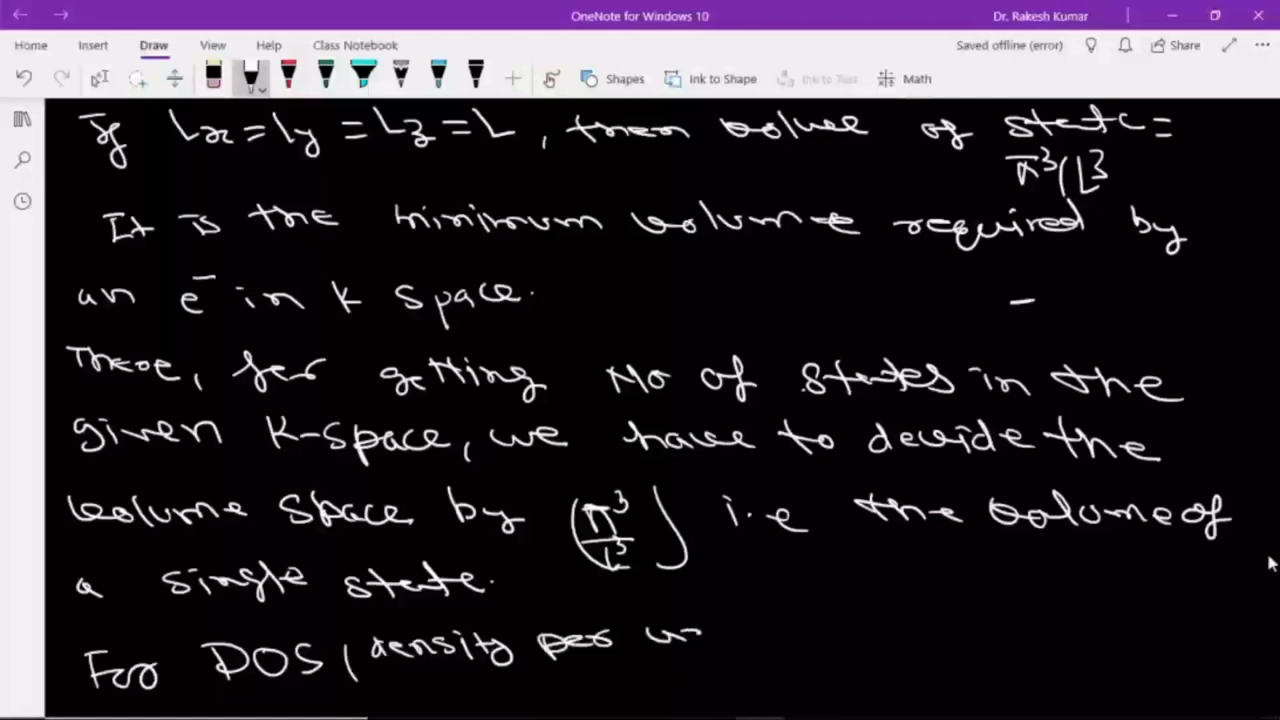 OneNote for Windows 10
Dr. Rakesh Kumar
Home Insert Draw View Help Class Notebook
Saved offline (error) Share
Shapes Ink to Shape Ink to Text Math
If Lx = Ly = Lz = L, then volume of state =
π³/L³
It is the minimum volume required by
an e⁻ in k space.
There, for getting No of states in the
given K-space, we have to devide the
volume space by (π³/L³) i.e the volume of
a single state.
For DOS, density per un